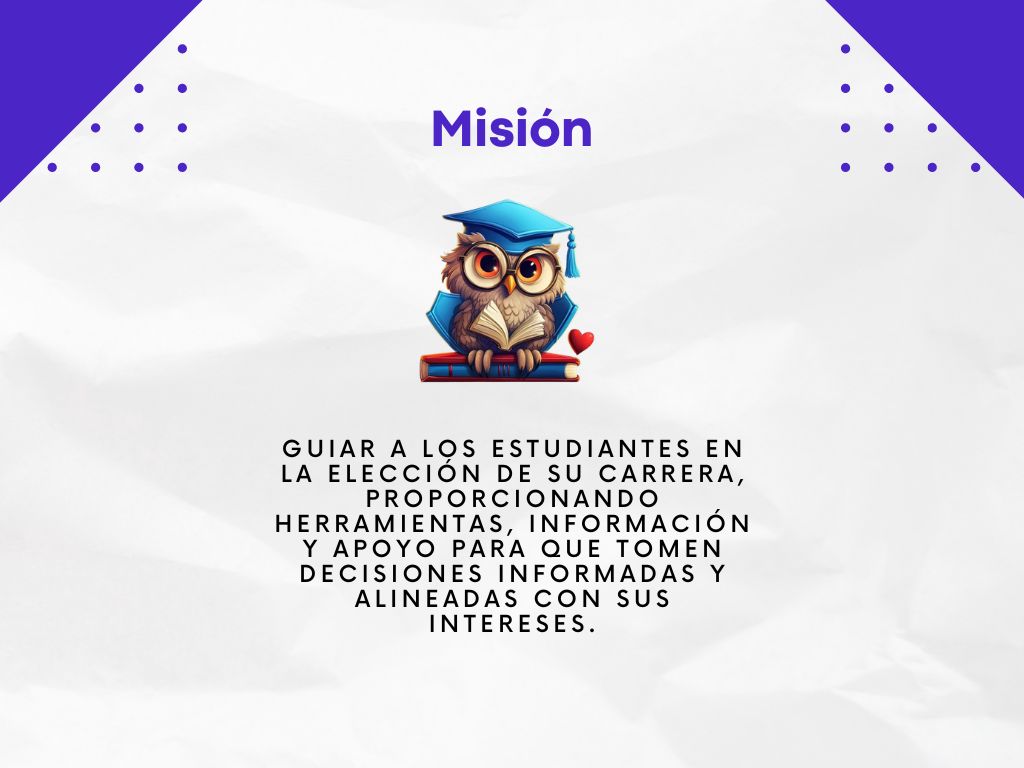 Misión
GUIAR A LOS ESTUDIANTES EN
LA ELECCIÓN DE SU CARRERA,
PROPORCIONANDO
HERRAMIENTAS, INFORMACIÓN
Y APOYO PARA QUE TOMEN
DECISIONES INFORMADAS Y
ALINEADAS CON SUS
INTERESES.